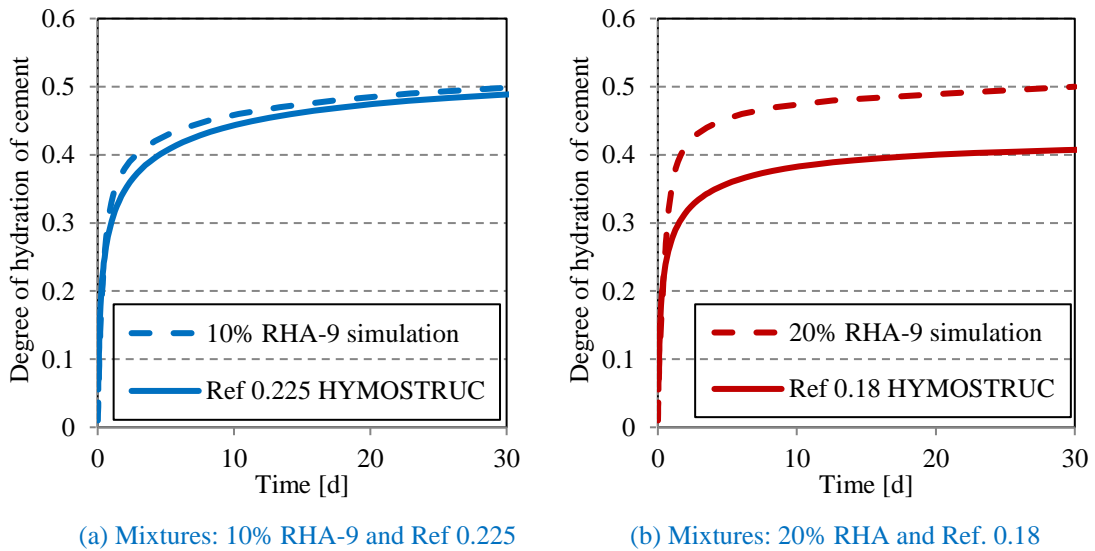 Degree of hydration of cement
0.6
0.5
0.4
0.3
0.2
0.1
0
10% RHA-9 simulation
Ref 0.225 HYMOSTRUC
0
10
20
30
Time [d]
(a) Mixtures: 10% RHA-9 and Ref 0.225
Degree of hydration of cement
0.6
0.5
0.4
0.3
0.2
0.1
0
20% RHA-9 simulation
Ref 0.18 HYMOSTRUC
0
10
20
30
Time [d]
(b) Mixtures: 20% RHA and Ref. 0.18